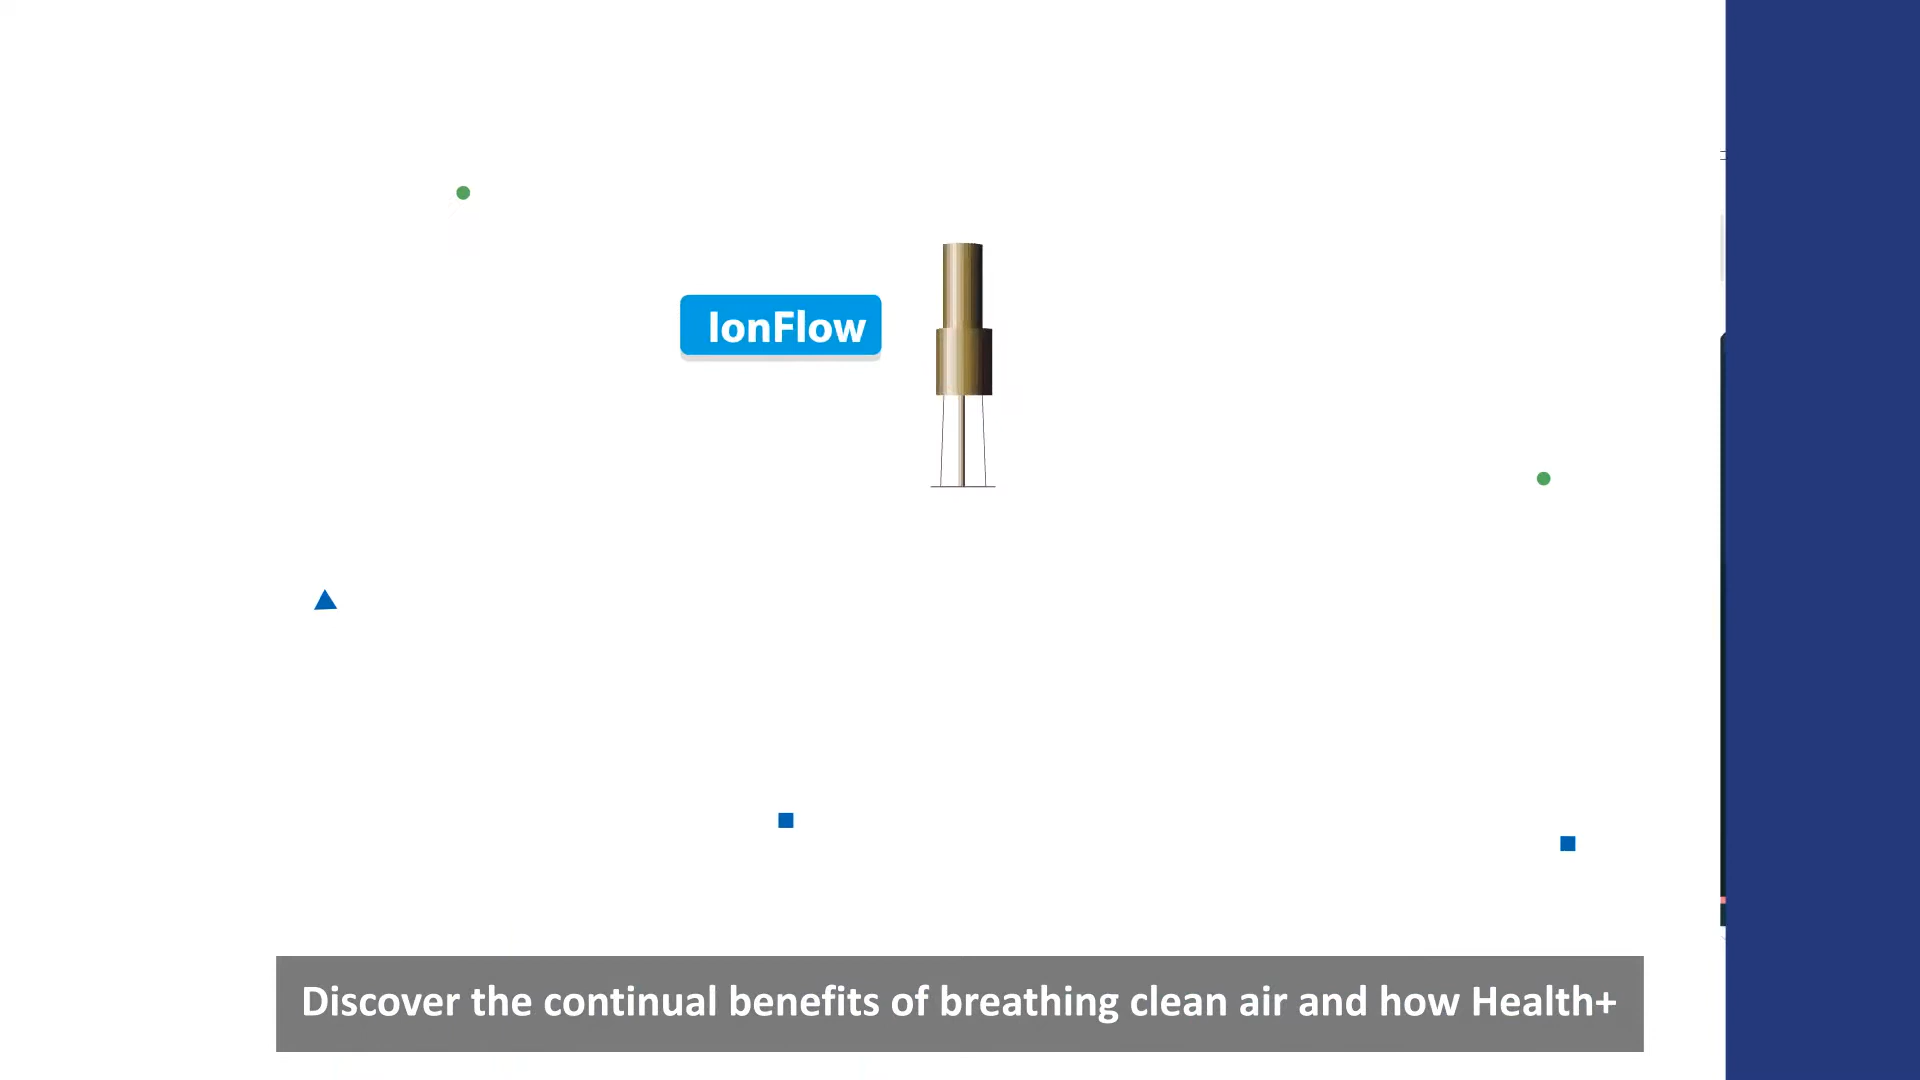 IonFlow
Discover the continual benefits of breathing clean air and how Health+